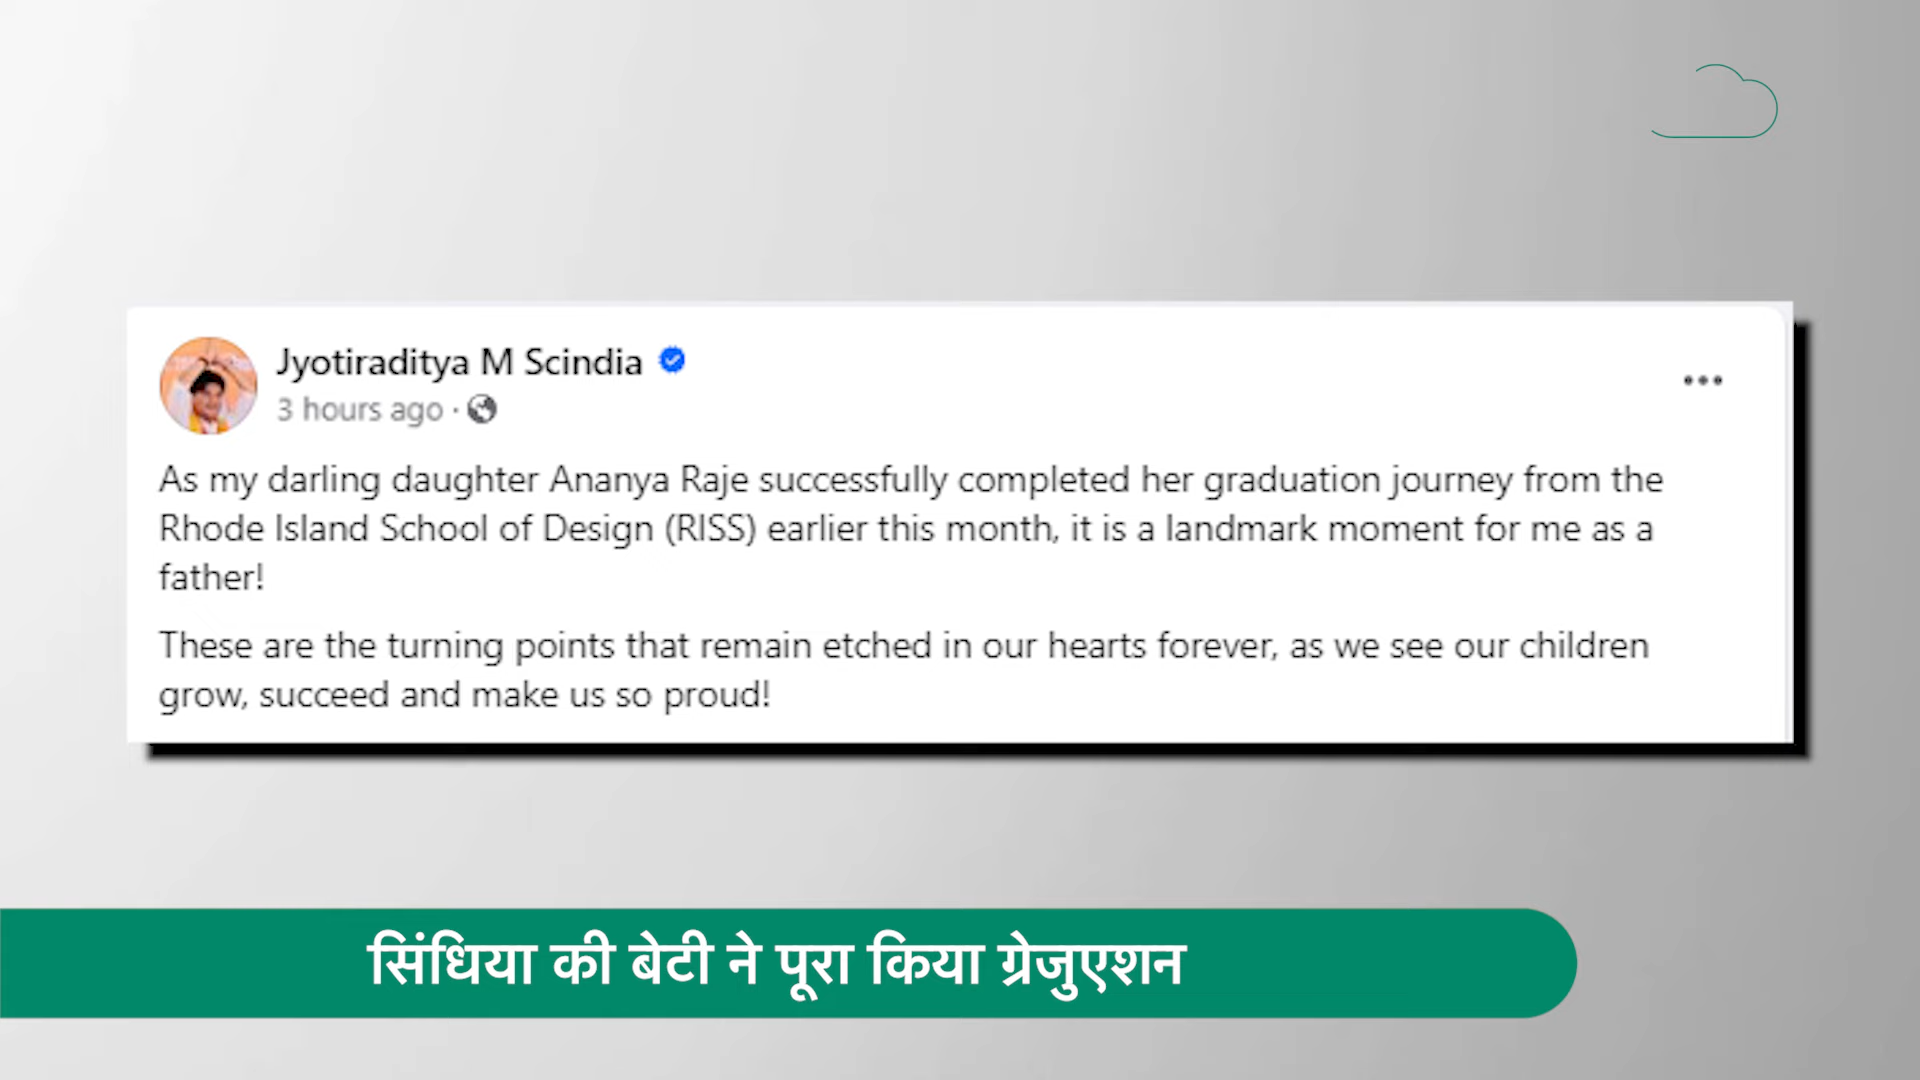 Jyotiraditya M Scindia
3 hours ago ·
As my darling daughter Ananya Raje successfully completed her graduation journey from the
Rhode Island School of Design (RISS) earlier this month, it is a landmark moment for me as a
father!
These are the turning points that remain etched in our hearts forever, as we see our children
grow, succeed and make us so proud!
सिंधिया की बेटी ने पूरा किया ग्रेजुएशन